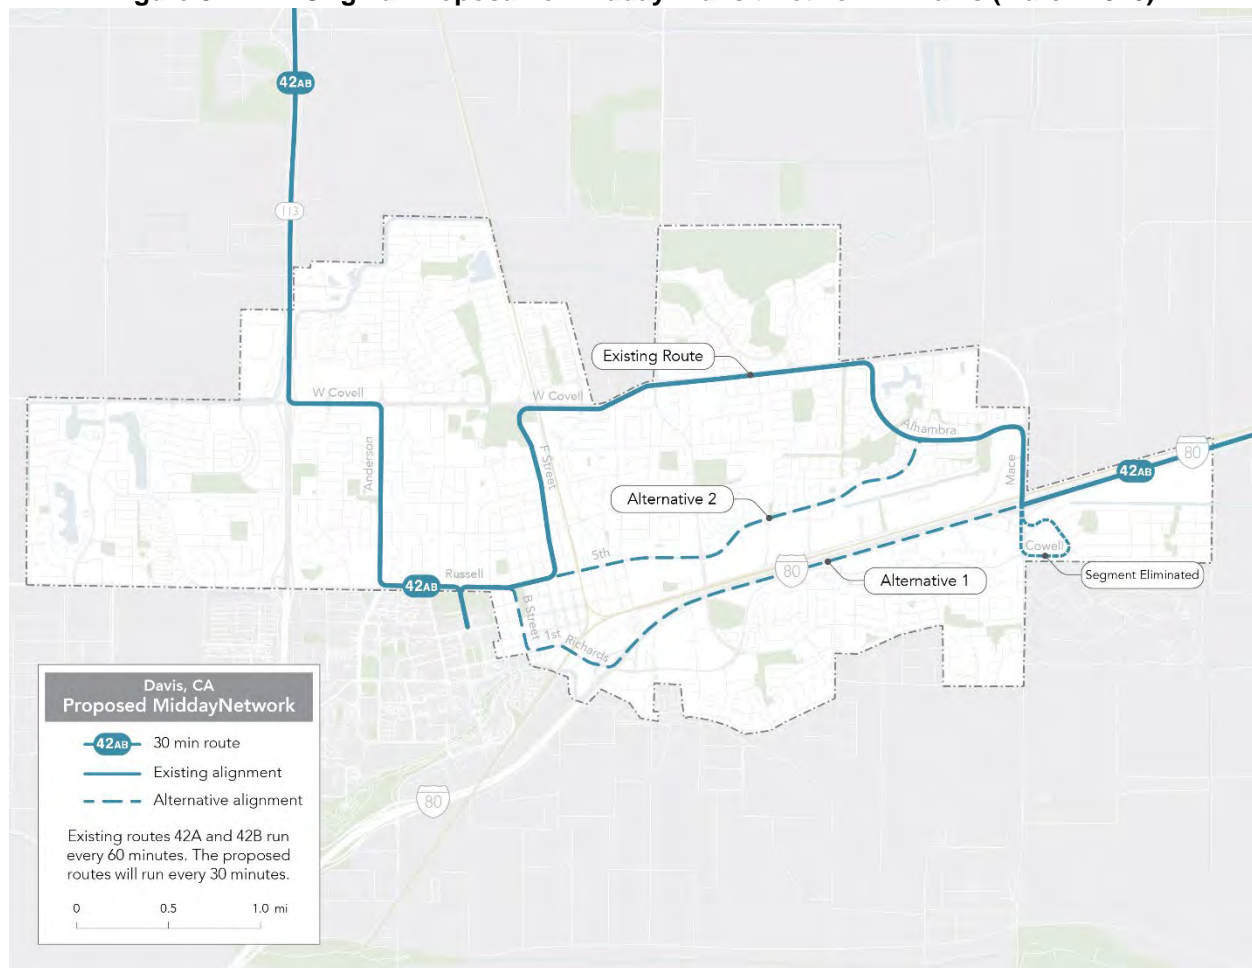 42AB
113
Existing Route
W Covell
W Covell
Anderson
F Street
Alhambra
Mace
80
42AB
Alternative 2
5th
80
Cowell
Alternative 1
Segment Eliminated
42AB
Russell
B Street
1st
Richards
80
Davis, CA
Proposed MiddayNetwork
42AB 30 min route
Existing alignment
Alternative alignment
Existing routes 42A and 42B run
every 60 minutes. The proposed
routes will run every 30 minutes.
0 0.5 1.0 mi